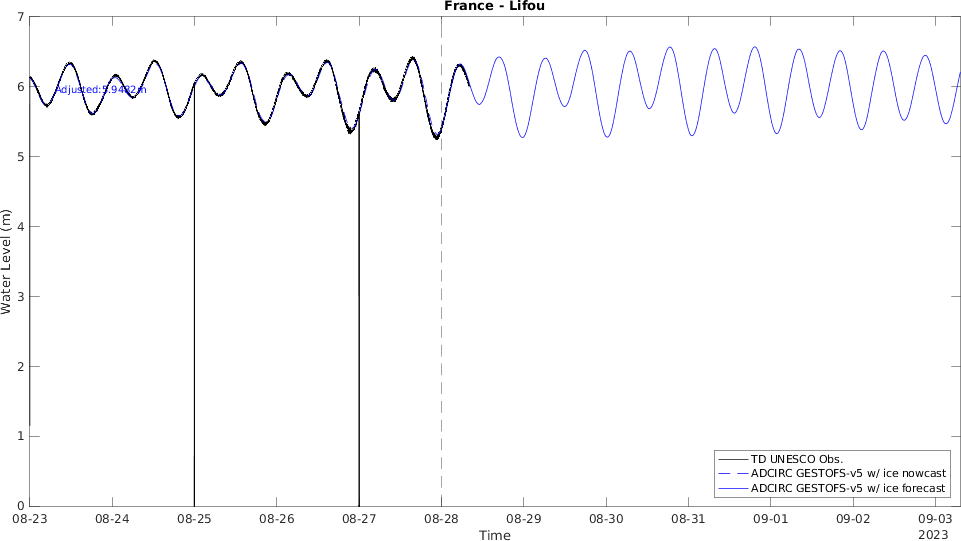 France - Lifou
7
6
5
4
3
2
1
0
Water Level (m)
Adjusted:5.9432m
TD UNESCO Obs.
ADCIRC GESTOFS-v5 w/ ice nowcast
ADCIRC GESTOFS-v5 w/ ice forecast
08-23 08-24 08-25 08-26 08-27 08-28 08-29 08-30 08-31 09-01 09-02 09-03
Time
2023